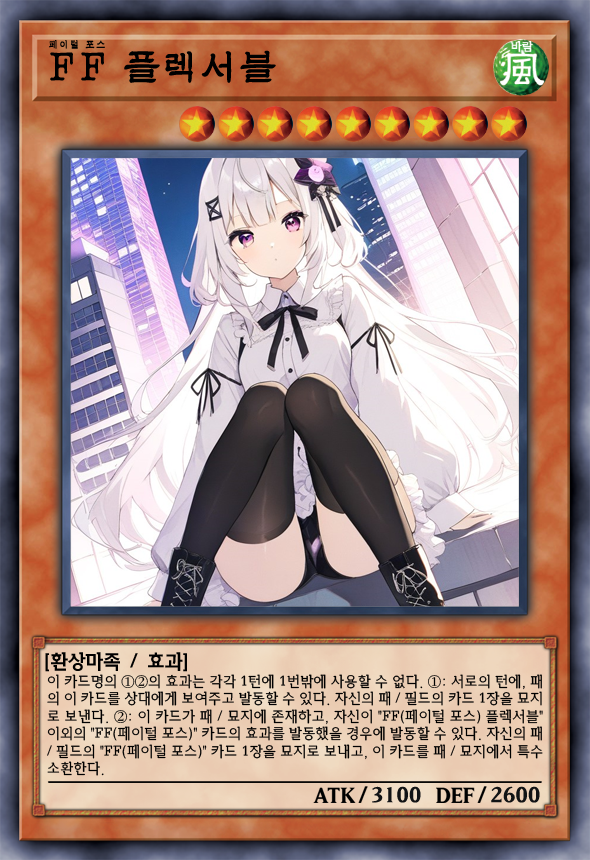 페이털 포스
FF 플렉서블
바람
風
[환상마족 / 효과]
이 카드명의 ①②의 효과는 각각 1턴에 1번밖에 사용할 수 없다. ①: 서로의 턴에, 패
의 이 카드를 상대에게 보여주고 발동할 수 있다. 자신의 패 / 필드의 카드 1장을 묘지
로 보낸다. ②: 이 카드가 패 / 묘지에 존재하고, 자신이 "FF(페이털 포스) 플렉서블"
이외의 "FF(페이털 포스)" 카드의 효과를 발동했을 경우에 발동할 수 있다. 자신의 패
/ 필드의 "FF(페이털 포스)" 카드 1장을 묘지로 보내고, 이 카드를 패 / 묘지에서 특수
소환한다.
ATK/3100 DEF/2600